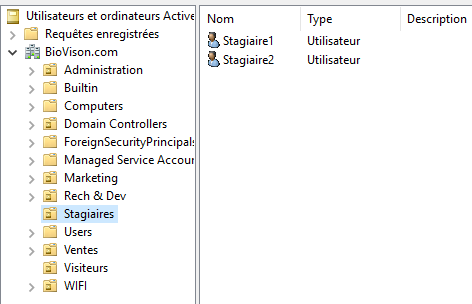 Utilisateurs et ordinateurs Active
Requêtes enregistrées
BioVison.com
Administration
Builtin
Computers
Domain Controllers
ForeignSecurityPrincipals
Managed Service Accou
Marketing
Rech & Dev
Stagiaires
Users
Ventes
Visiteurs
WIFI
Nom Type Description
Stagiaire1 Utilisateur
Stagiaire2 Utilisateur